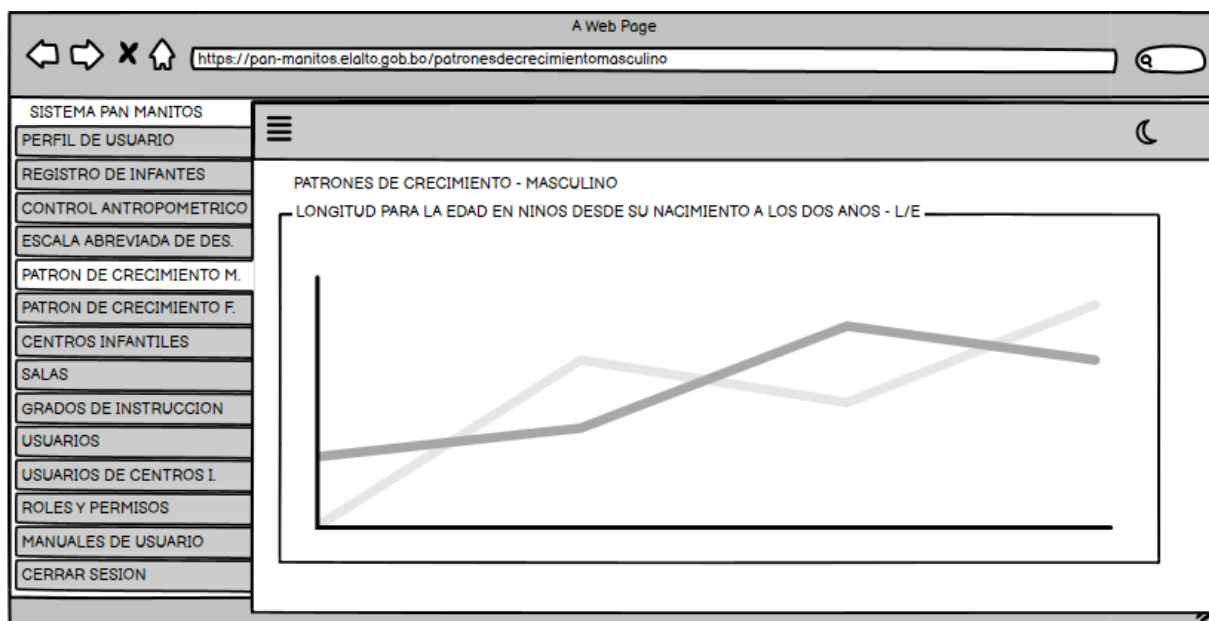 A Web Page
https://pan-manitos.elalto.gob.bo/patronesdecrecimientomasculino
SISTEMA PAN MANITOS
PERFIL DE USUARIO
REGISTRO DE INFANTES
CONTROL ANTROPOMETRICO
ESCALA ABREVIADA DE DES.
PATRON DE CRECIMIENTO M.
PATRON DE CRECIMIENTO F.
CENTROS INFANTILES
SALAS
GRADOS DE INSTRUCCION
USUARIOS
USUARIOS DE CENTROS I.
ROLES Y PERMISOS
MANUALES DE USUARIO
CERRAR SESION
PATRONES DE CRECIMIENTO - MASCULINO
LONGITUD PARA LA EDAD EN NIÑOS DESDE SU NACIMIENTO A LOS DOS AÑOS - L/E